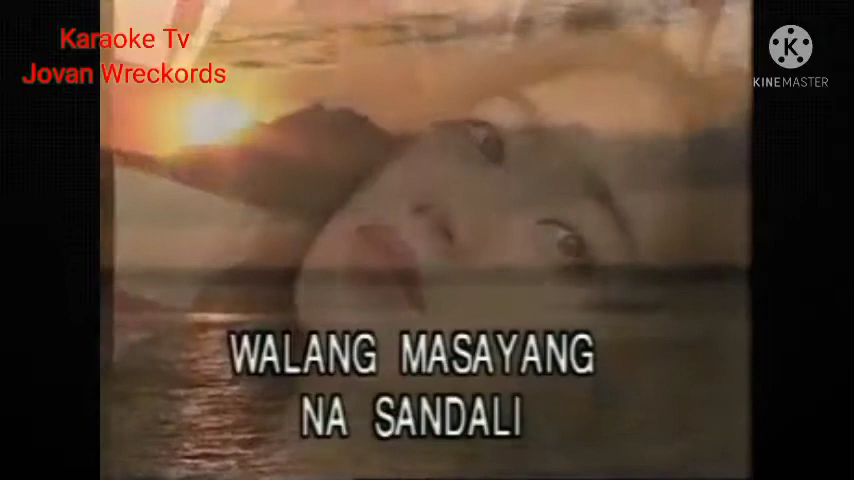 Karaoke Tv
Jovan Wreckords
KINEMASTER
WALANG MASAYANG
NA SANDALI